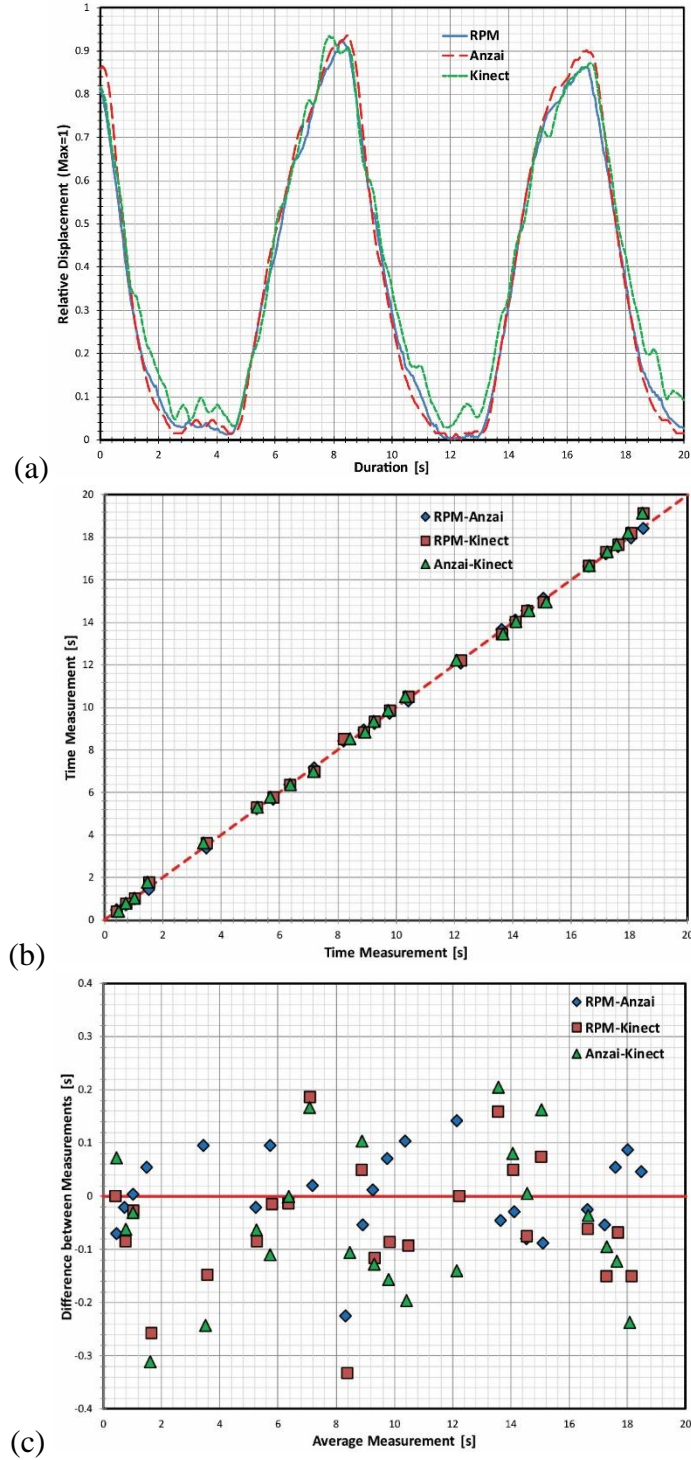 1
0.9
0.8
0.7
0.6
0.5
0.4
0.3
0.2
0.1
0
Relative Displacement (Max=1)
RPM
Anzai
Kinect
0 2 4 6 8 10 12 14 16 18 20
Duration [s]
(a)
20
18
16
14
12
10
8
6
4
2
0
Time Measurement [s]
RPM-Anzai
RPM-Kinect
Anzai-Kinect
0 2 4 6 8 10 12 14 16 18 20
Time Measurement [s]
(b)
0.4
0.3
0.2
0.1
0
-0.1
-0.2
-0.3
-0.4
Difference between Measurements [s]
RPM-Anzai
RPM-Kinect
Anzai-Kinect
0 2 4 6 8 10 12 14 16 18 20
Average Measurement [s]
(c)